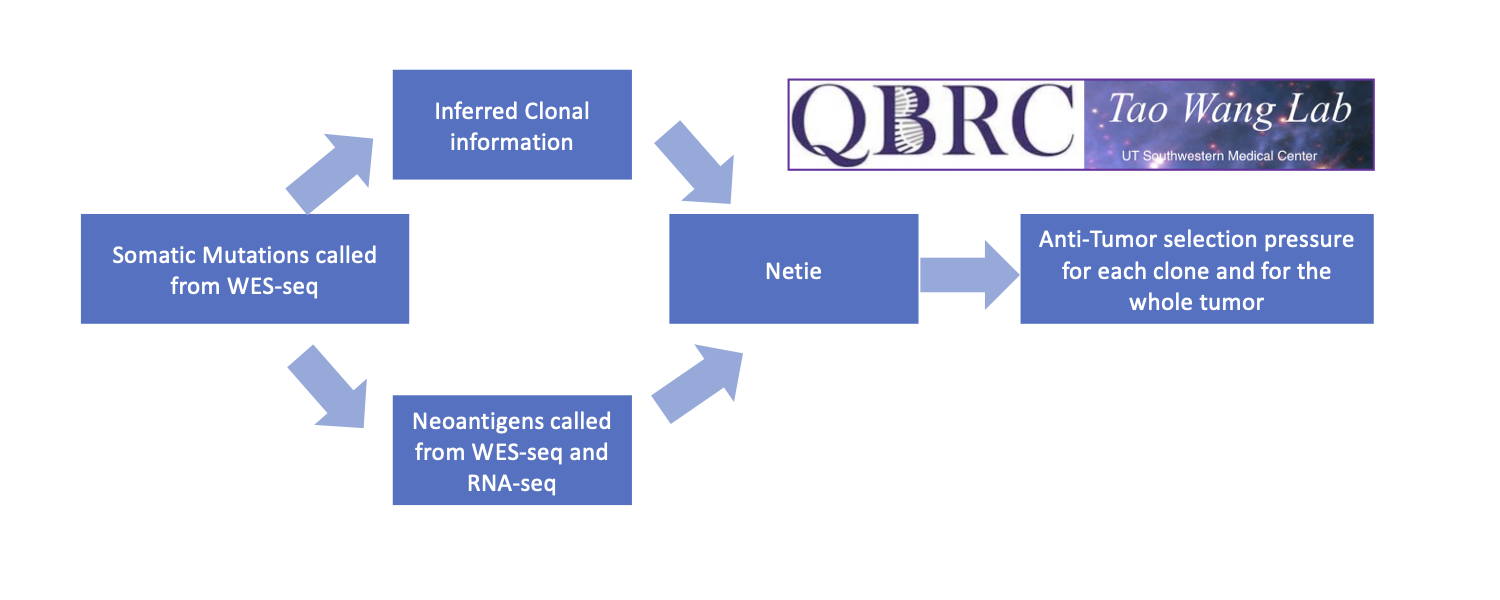 Inferred Clonal
information
QBRC
Tao Wang Lab
UT Southwestern Medical Center
Somatic Mutations called
from WES-seq
Netie
Anti-Tumor selection pressure
for each clone and for the
whole tumor
Neoantigens called
from WES-seq and
RNA-seq